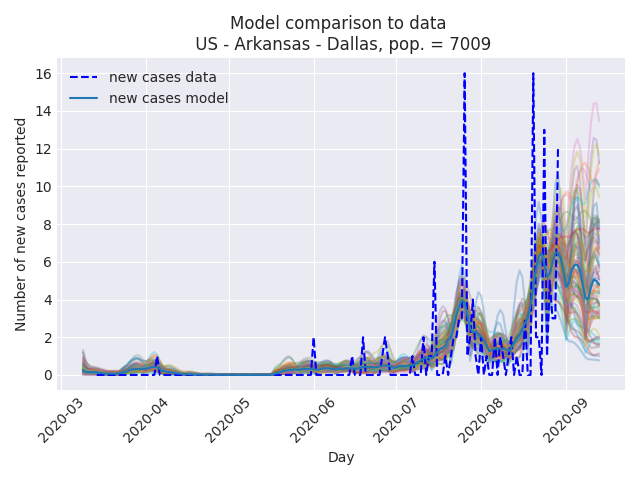 Model comparison to data
US - Arkansas - Dallas, pop. = 7009
new cases data
new cases model
Number of new cases reported
16
14
12
10
8
6
4
2
0
2020-03
2020-04
2020-05
2020-06
2020-07
2020-08
2020-09
Day